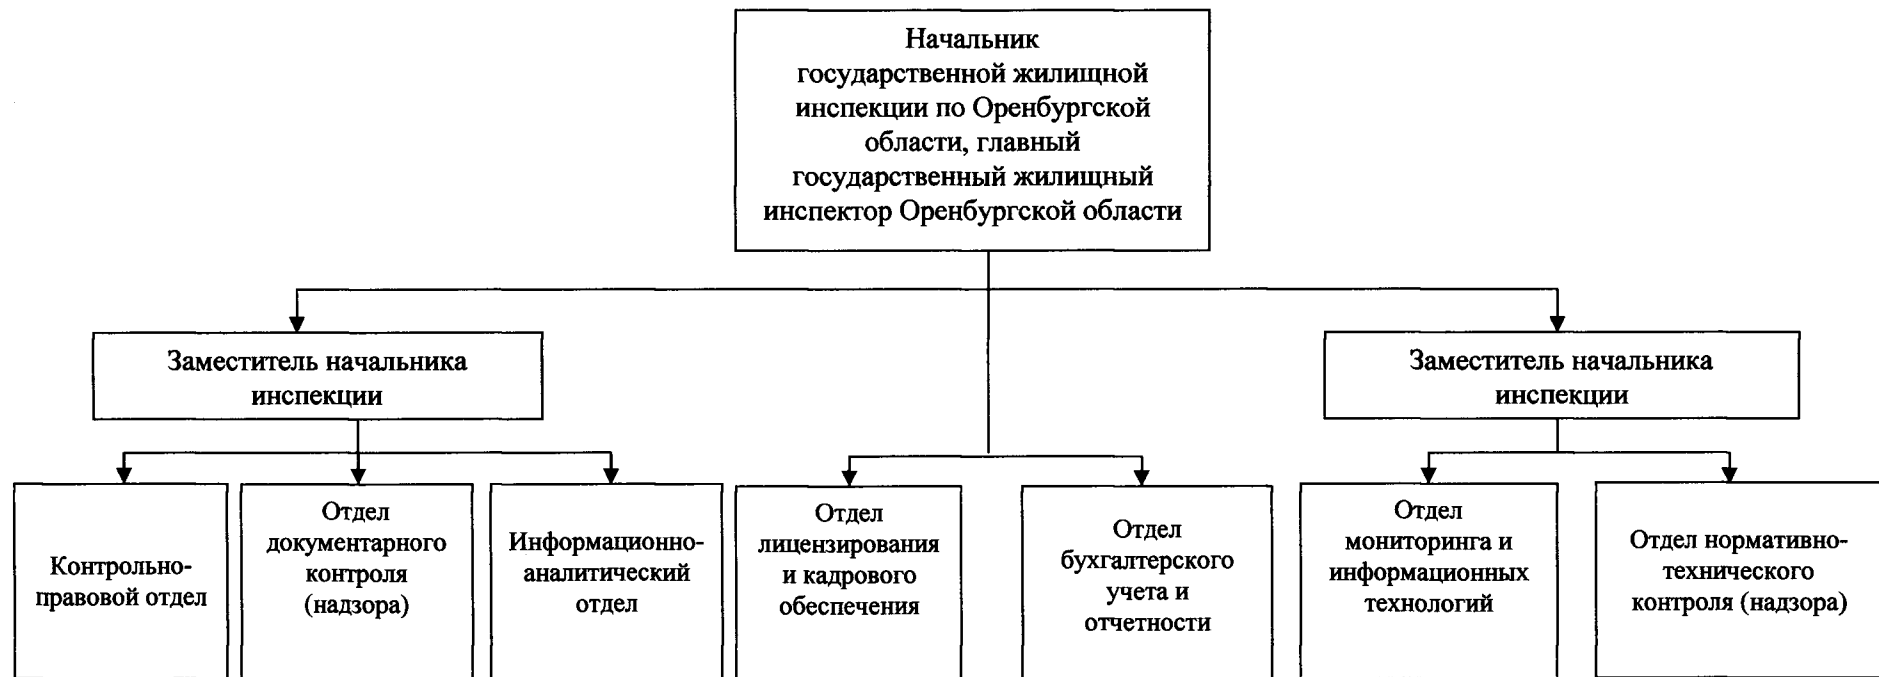 Начальник
государственной жилищной
инспекции по Оренбургской
области, главный
государственный жилищный
инспектор Оренбургской области
Заместитель начальника
инспекции
Заместитель начальника
инспекции
Контрольно-
правовой отдел
Отдел
документарного
контроля
(надзора)
Информационно-
аналитический
отдел
Отдел
лицензирования
и кадрового
обеспечения
Отдел
бухгалтерского
учета и
отчетности
Отдел
мониторинга и
информационных
технологий
Отдел нормативно-
технического
контроля (надзора)